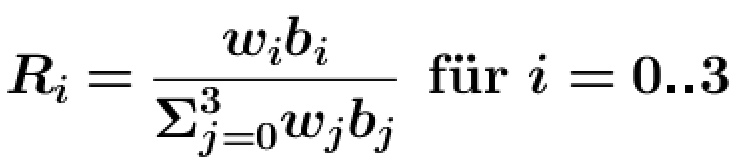 R_i = \frac{w_i b_i}{\Sigma_{j=0}^{3} w_j b_j} für i = 0..3